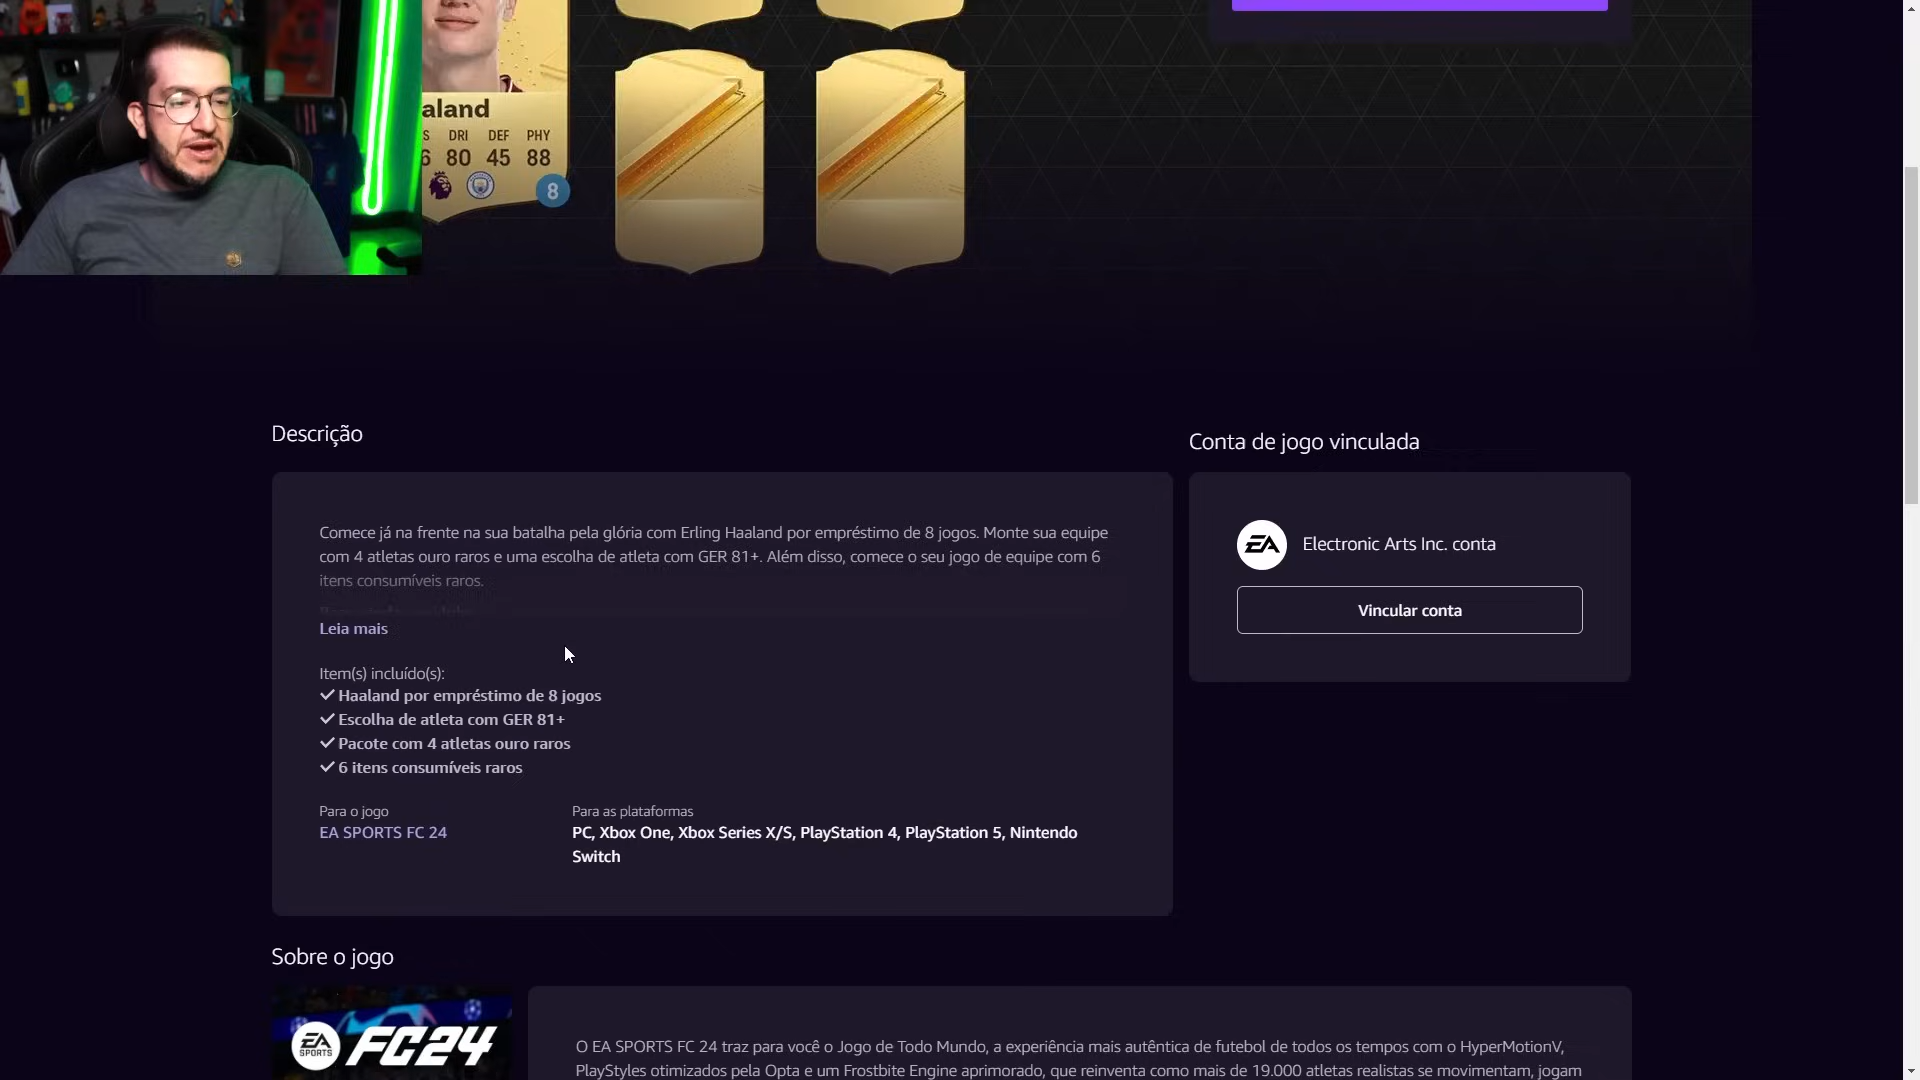 aland
DRI DEF PHY
80 45 88
8
Descrição
Comece já na frente na sua batalha pela glória com Erling Haaland por empréstimo de 8 jogos. Monte sua equipe
com 4 atletas ouro raros e uma escolha de atleta com GER 81+. Além disso, comece o seu jogo de equipe com 6
itens consumíveis raros.
Leia mais
Item(s) incluído(s):
Haaland por empréstimo de 8 jogos
Escolha de atleta com GER 81+
Pacote com 4 atletas ouro raros
6 itens consumíveis raros
Para o jogo
EA SPORTS FC 24
Para as plataformas
PC, Xbox One, Xbox Series X/S, PlayStation 4, PlayStation 5, Nintendo
Switch
Conta de jogo vinculada
EA
Electronic Arts Inc. conta
Vincular conta
Sobre o jogo
EA
SPORTS
FC24
O EA SPORTS FC 24 traz para você o Jogo de Todo Mundo, a experiência mais autêntica de futebol de todos os tempos com o HyperMotionV,
PlayStyles otimizados pela Opta e um Frostbite Engine aprimorado, que reinventa como mais de 19.000 atletas realistas se movimentam, jogam